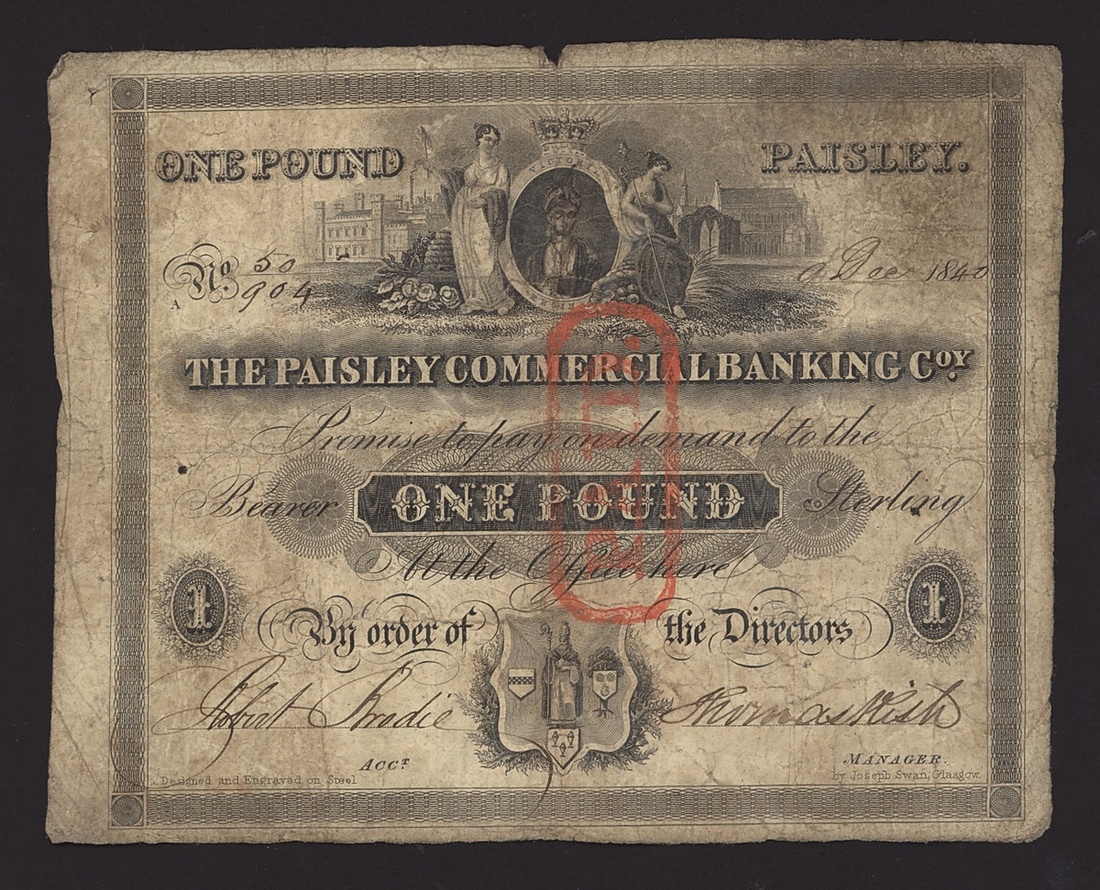 ONE POUND
PAISLEY.
No. 50
904
A
Dec 1840
THE PAISLEY COMMERCIAL BANKING COY.
Promise to pay on demand to the
Bearer ONE POUND Sterling
At the Office here
1
1
By order of the Directors
Robert Brodie
Thomas Risk
ACCT.
MANAGER.
Designed and Engraved on Steel
by Joseph Swan, Glasgow.